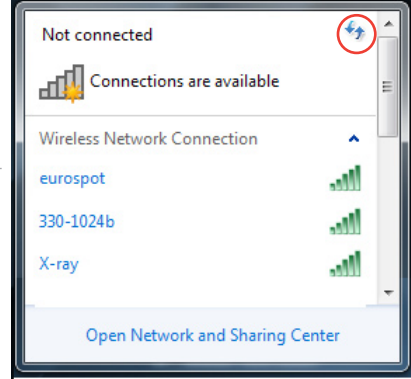 Not connected
Connections are available
Wireless Network Connection
eurospot
330-1024b
X-ray
Open Network and Sharing Center